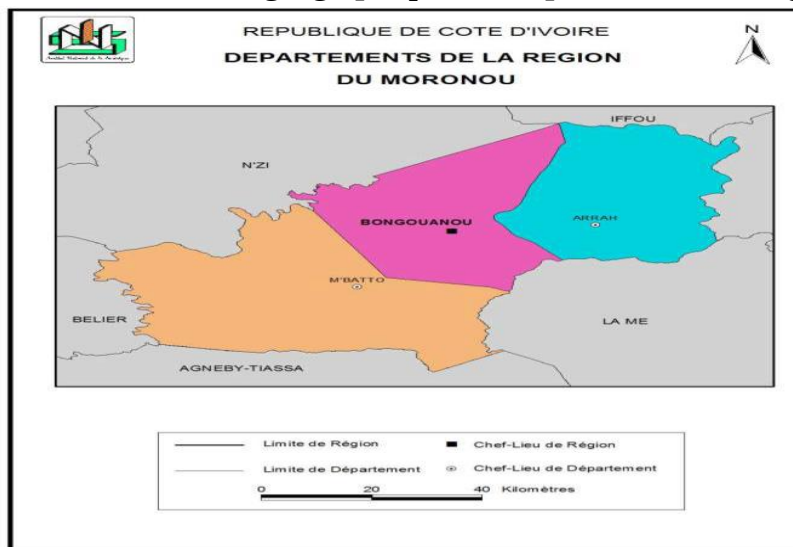 REPUBLIQUE DE COTE D'IVOIRE
N
DEPARTEMENTS DE LA REGION
DU MORONOU
IFFOU
N'ZI
BONGOUANOU
ARRAH
M'BATTO
BELIER
LA ME
AGNEBY-TIASSA
Limite de Région
Chef-Lieu de Région
Limite de Département
Chef-Lieu de Département
0 20 40 Kilomètres